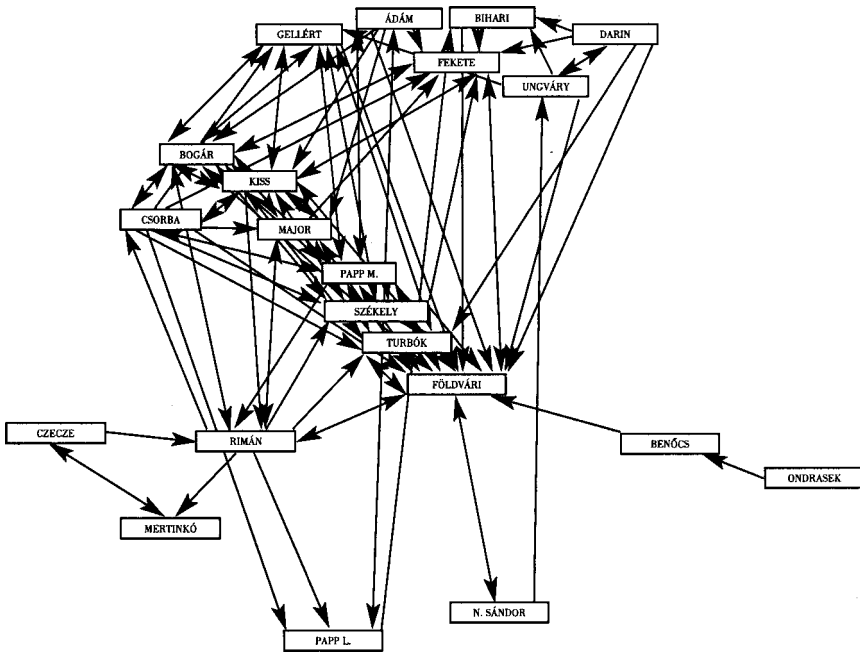 ÁDÁM
BIHARI
GELLÉRT
DARIN
FEKETE
UNGVÁRY
BOGÁR
KISS
CSORBA
MAJOR
PAPP M.
SZÉKELY
TURBÓK
FÖLDVÁRI
CZECZE
RIMÁN
BENŐCS
ONDRASEK
MERTINKÓ
N. SÁNDOR
PAPP L.